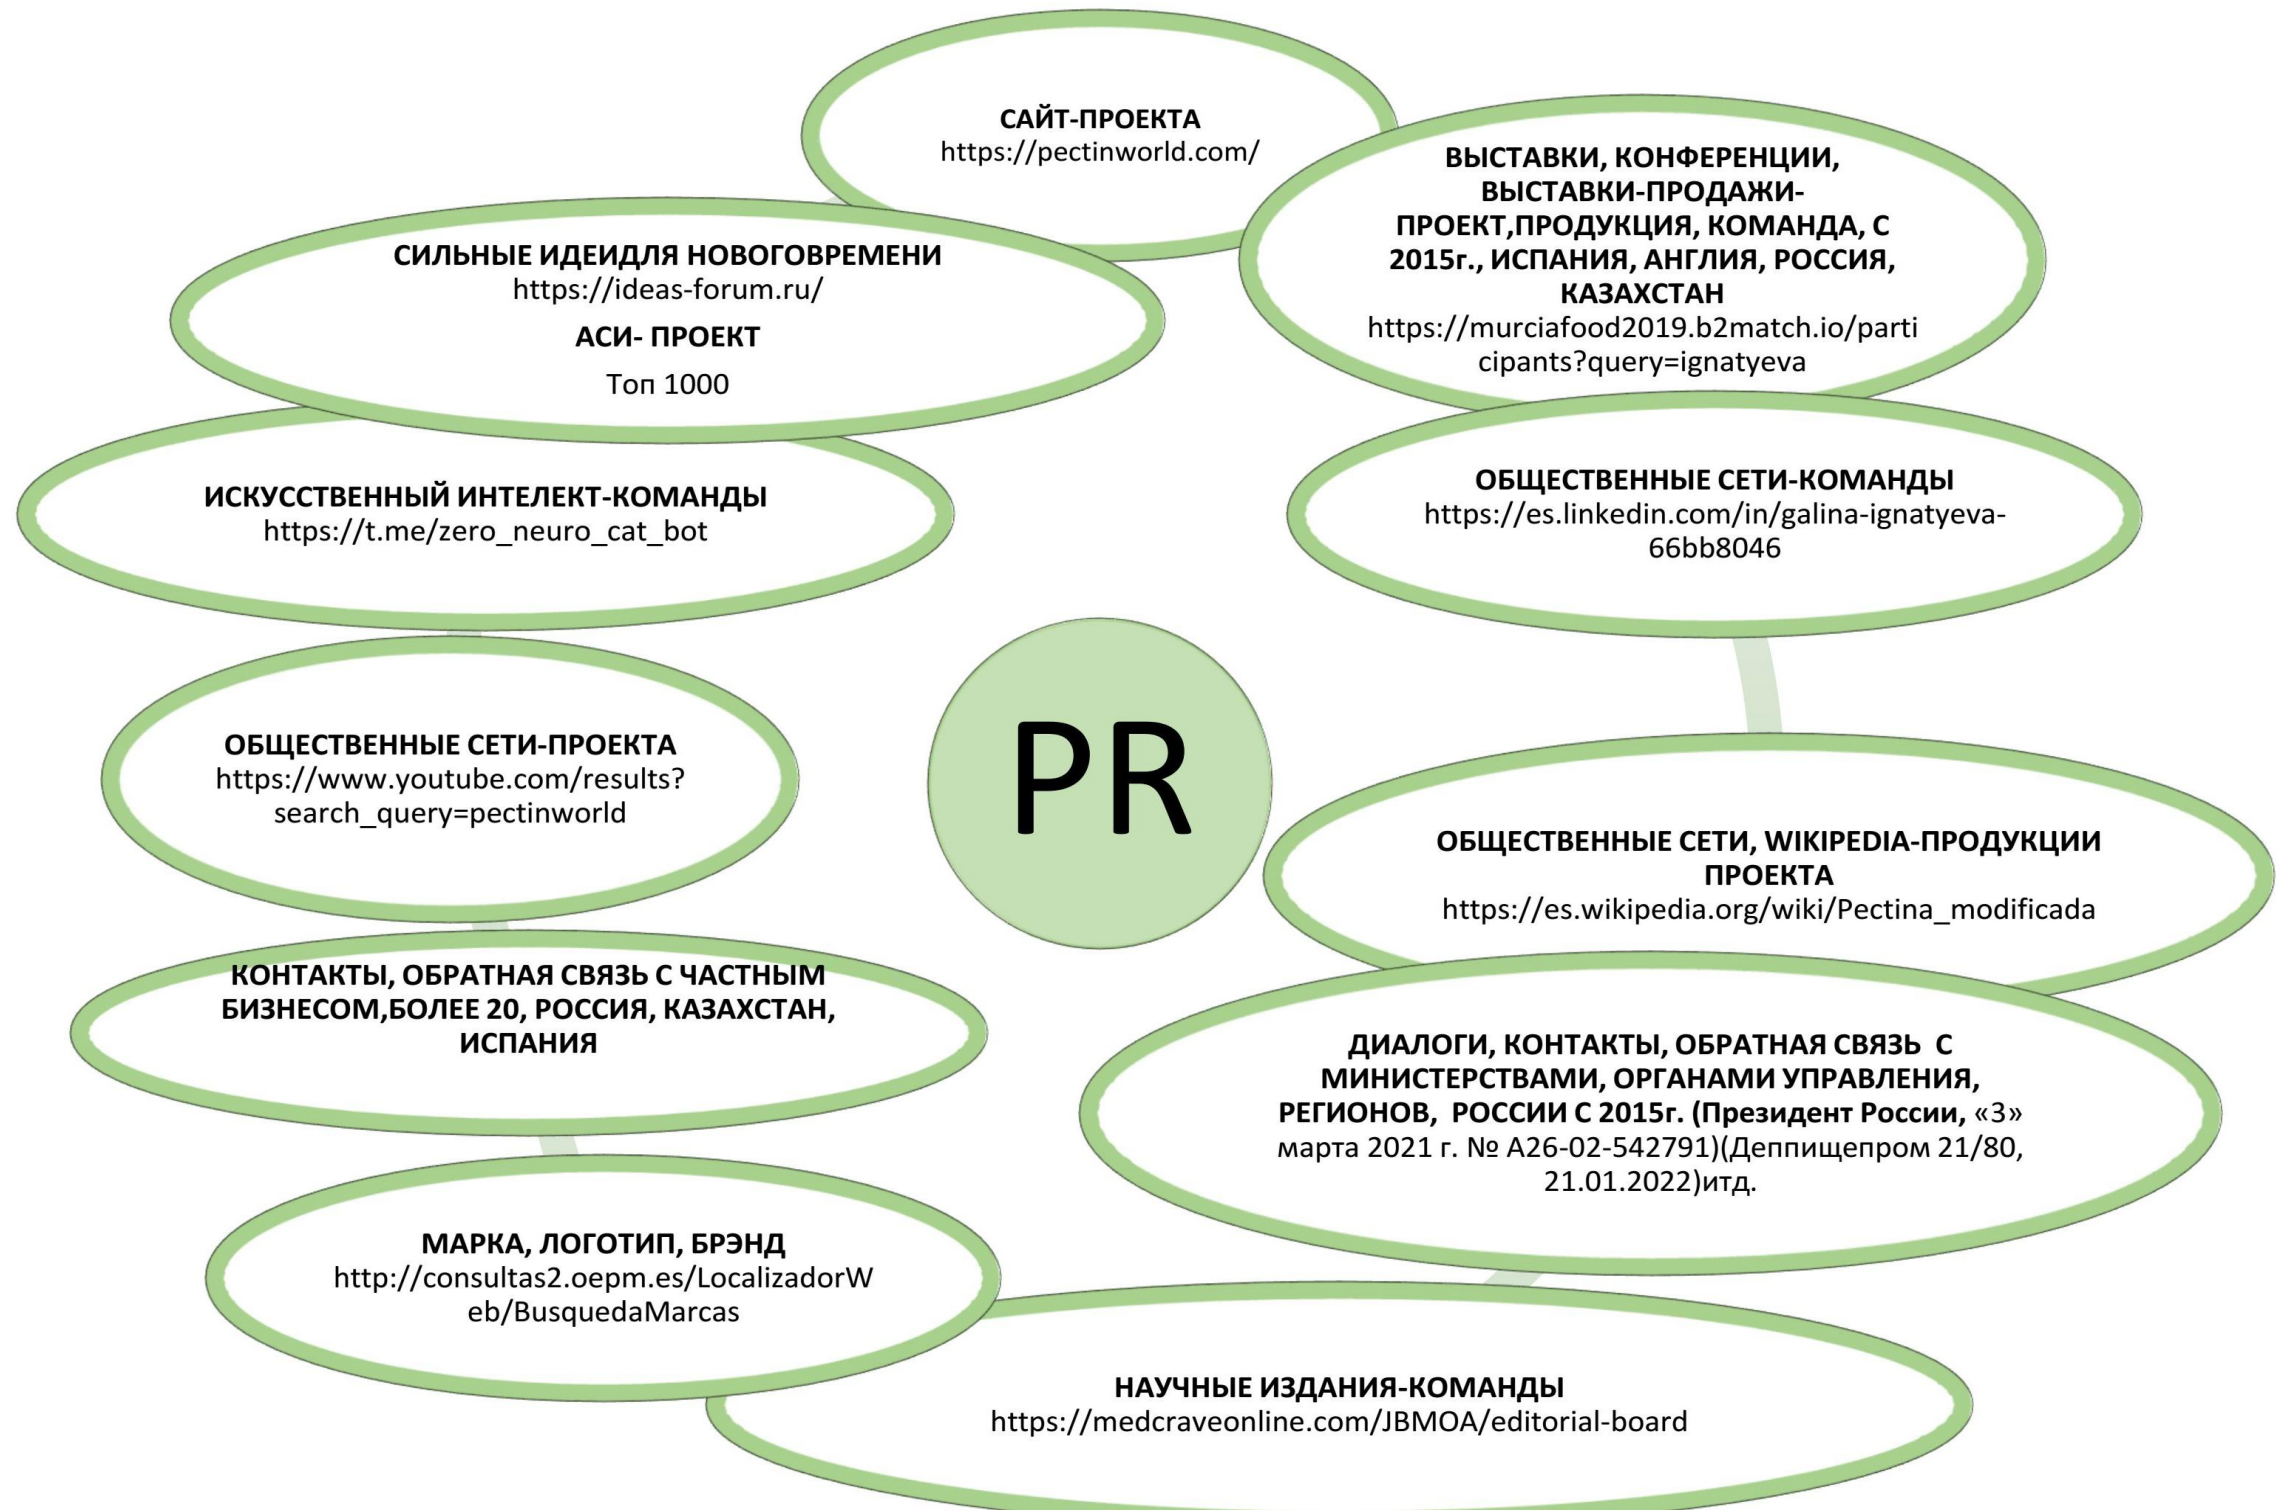 САЙТ-ПРОЕКТА
https://pectinworld.com/
ВЫСТАВКИ, КОНФЕРЕНЦИИ,
ВЫСТАВКИ-ПРОДАЖИ-
ПРОЕКТ,ПРОДУКЦИЯ, КОМАНДА, С
2015г., ИСПАНИЯ, АНГЛИЯ, РОССИЯ,
КАЗАХСТАН
https://murciafood2019.b2match.io/parti
cipants?query=ignatyeva
ОБЩЕСТВЕННЫЕ СЕТИ-КОМАНДЫ
https://es.linkedin.com/in/galina-ignatyeva-
66bb8046
ОБЩЕСТВЕННЫЕ СЕТИ, WIKIPEDIA-ПРОДУКЦИИ
ПРОЕКТА
https://es.wikipedia.org/wiki/Pectina_modificada
ДИАЛОГИ, КОНТАКТЫ, ОБРАТНАЯ СВЯЗЬ  С
МИНИСТЕРСТВАМИ, ОРГАНАМИ УПРАВЛЕНИЯ,
РЕГИОНОВ,  РОССИИ С 2015г. (Президент России, «3»
марта 2021 г. № А26-02-542791)(Деппищепром 21/80,
21.01.2022)итд.
НАУЧНЫЕ ИЗДАНИЯ-КОМАНДЫ
https://medcraveonline.com/JBMOA/editorial-board
МАРКА, ЛОГОТИП, БРЭНД
http://consultas2.oepm.es/LocalizadorW
eb/BusquedaMarcas
КОНТАКТЫ, ОБРАТНАЯ СВЯЗЬ С ЧАСТНЫМ
БИЗНЕСОМ,БОЛЕЕ 20, РОССИЯ, КАЗАХСТАН,
ИСПАНИЯ
ОБЩЕСТВЕННЫЕ СЕТИ-ПРОЕКТА
https://www.youtube.com/results?
search_query=pectinworld
ИСКУССТВЕННЫЙ ИНТЕЛЕКТ-КОМАНДЫ
https://t.me/zero_neuro_cat_bot
СИЛЬНЫЕ ИДЕИДЛЯ НОВОГОВРЕМЕНИ
https://ideas-forum.ru/
АСИ- ПРОЕКТ
Топ 1000
PR